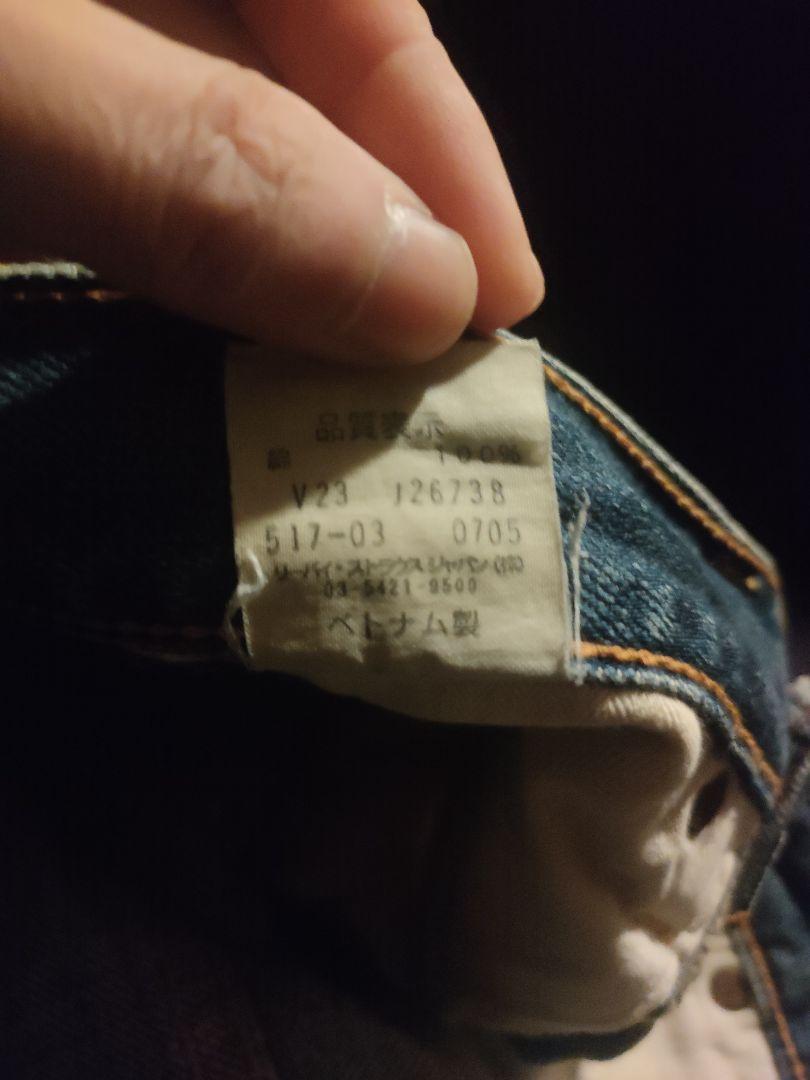 品質表示
綿 100%
V23 J26738
517-03 0705
リーバイ・ストラウスジャパン(株)
03-5421-9500
ベトナム製